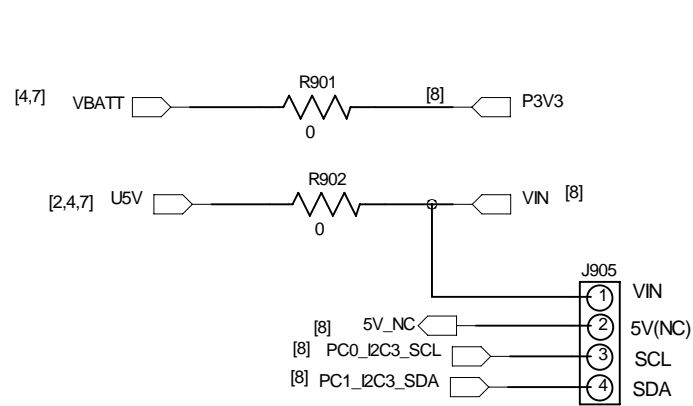 R901
[4,7] VBATT [8] P3V3
0
R902
[2,4,7] U5V VIN [8]
0
J905
1 VIN
[8] 5V_NC 2 5V(NC)
[8] PC0_I2C3_SCL 3 SCL
[8] PC1_I2C3_SDA 4 SDA